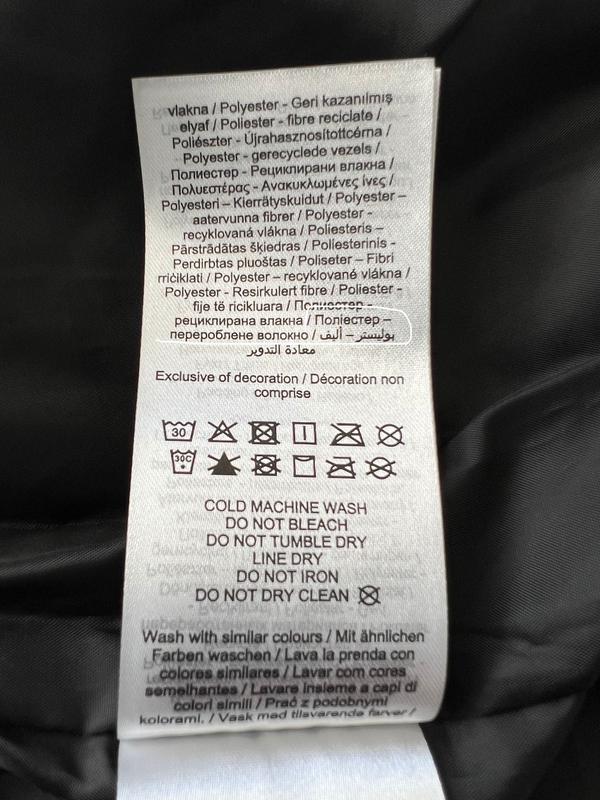 vlakna / Polyester - Geri kazanılmış
elyaf / Poliester - fibre reciclate /
Poliészter - Újrahasznosítottcérna /
Polyester - gerecyclede vezels /
Полиестер - Рециклирани влакна /
Πολυεστέρας - Ανακυκλωμένες ίνες /
Polyesteri – Kierrätyskuidut / Polyester –
aatervunna fibrer / Polyester -
recyklovaná vlákna / Poliesteris –
Pārstrādātas šķiedras / Poliesterinis -
Perdirbtas pluoštas / Poliseter – Fibri
rriċiklati / Polyester – recyklované vlákna /
Polyester - Resirkulert fibre / Poliester -
fije të ricikluara / Полиестер -
рециклирана влакна / Поліестер –
перероблене волокно / بوليستر – أليف
معادة التدوير
Exclusive of decoration / Décoration non
comprise
30
30C
COLD MACHINE WASH
DO NOT BLEACH
DO NOT TUMBLE DRY
LINE DRY
DO NOT IRON
DO NOT DRY CLEAN
Wash with similar colours / Mit ähnlichen
Farben waschen / Lava la prenda con
colores similares / Lavar com cores
semelhantes / Lavare insieme a capi di
colori simili / Prać z podobnymi
kolorami. / Vask med tilsvarende farver /